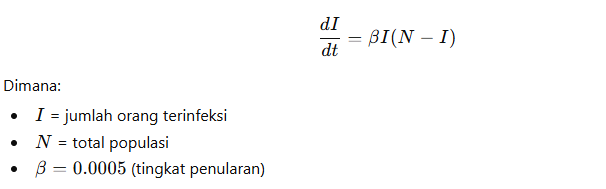 dI/dt = βI(N − I)
Dimana:
• I = jumlah orang terinfeksi
• N = total populasi
• β = 0.0005 (tingkat penularan)